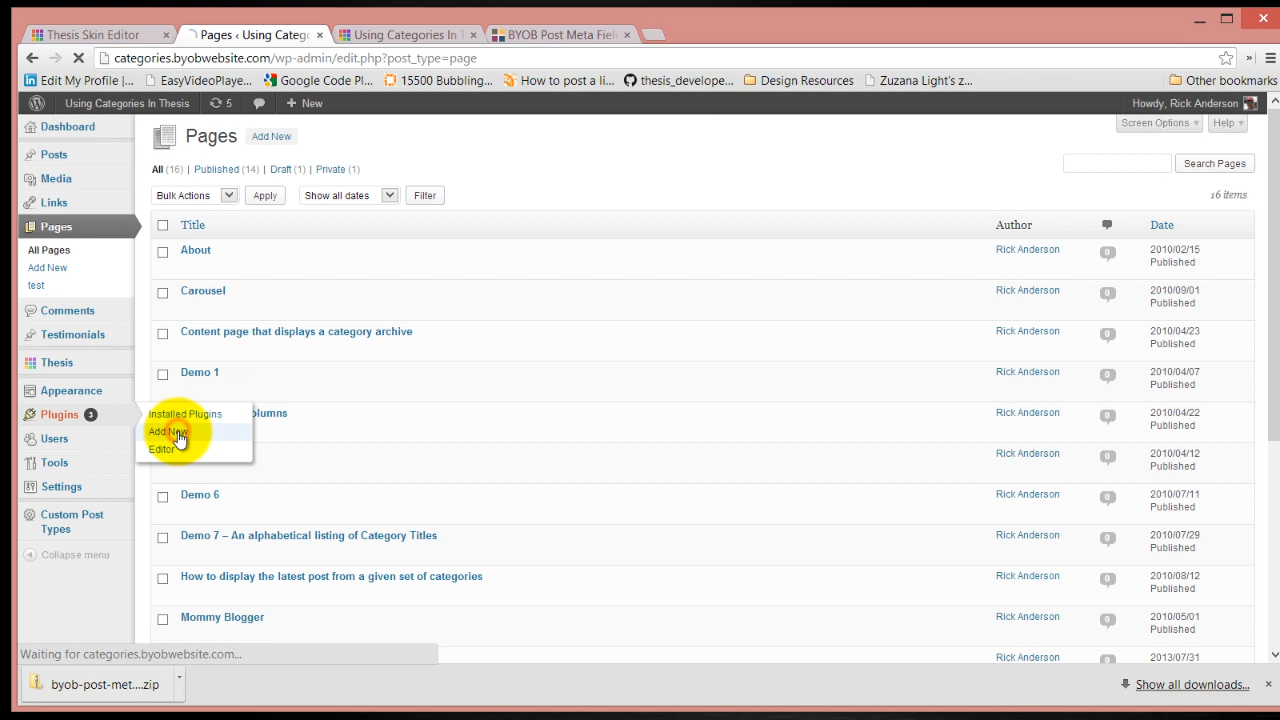 Thesis Skin Editor
Pages ‹ Using Catego
Using Categories In T
BYOB Post Meta Fiel
categories.byobwebsite.com/wp-admin/edit.php?post_type=page
Edit My Profile |...
EasyVideoPlaye...
Google Code Pl...
15500 Bubbling...
How to post a li...
thesis_develope...
Design Resources
Zuzana Light's z...
Other bookmarks
Using Categories In Thesis
5
New
Howdy, Rick Anderson
Dashboard
Posts
Media
Links
Pages
All Pages
Add New
test
Comments
Testimonials
Thesis
Appearance
Plugins 3
Users
Tools
Settings
Custom Post
Types
Collapse menu
Installed Plugins
Add New
Editor
Pages Add New
Screen Options
Help
All (16) | Published (14) | Draft (1) | Private (1)
Search Pages
Bulk Actions
Apply
Show all dates
Filter
16 items
Title
Author
Date
About
Rick Anderson
0
2010/02/15
Published
Carousel
Rick Anderson
0
2010/09/01
Published
Content page that displays a category archive
Rick Anderson
0
2010/04/23
Published
Demo 1
Rick Anderson
0
2010/04/07
Published
olumns
Rick Anderson
0
2010/04/22
Published
Rick Anderson
0
2010/04/12
Published
Demo 6
Rick Anderson
0
2010/07/11
Published
Demo 7 – An alphabetical listing of Category Titles
Rick Anderson
0
2010/07/29
Published
How to display the latest post from a given set of categories
Rick Anderson
0
2010/08/12
Published
Mommy Blogger
Rick Anderson
0
2010/05/01
Published
Rick Anderson
0
2013/07/31
Waiting for categories.byobwebsite.com...
byob-post-met....zip
Show all downloads...